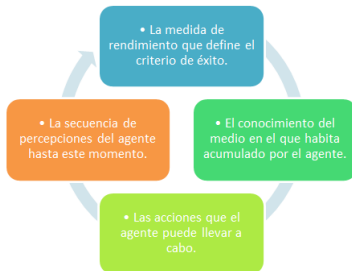 • La medida de
rendimiento que define el
criterio de éxito.
• El conocimiento del
medio en el que habita
acumulado por el agente.
• Las acciones que el
agente puede llevar a
cabo.
• La secuencia de
percepciones del agente
hasta este momento.